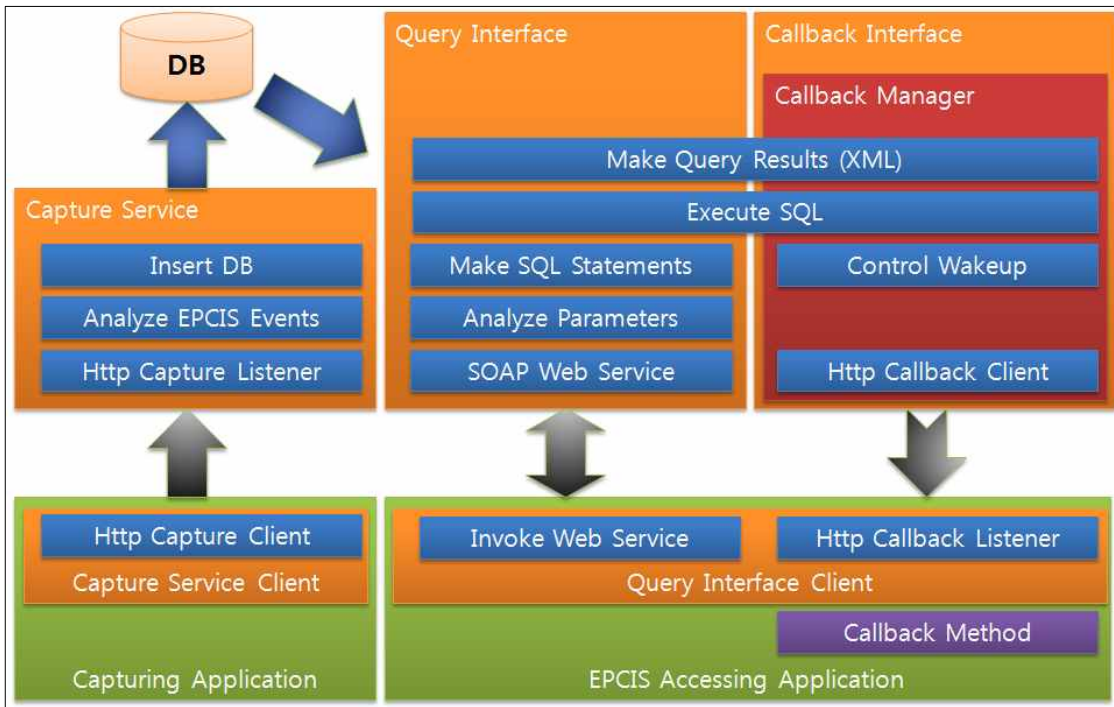 DB
Query Interface
Callback Interface
Callback Manager
Make Query Results (XML)
Execute SQL
Capture Service
Insert DB
Make SQL Statements
Control Wakeup
Analyze EPCIS Events
Analyze Parameters
Http Capture Listener
SOAP Web Service
Http Callback Client
Http Capture Client
Invoke Web Service
Http Callback Listener
Capture Service Client
Query Interface Client
Callback Method
Capturing Application
EPCIS Accessing Application